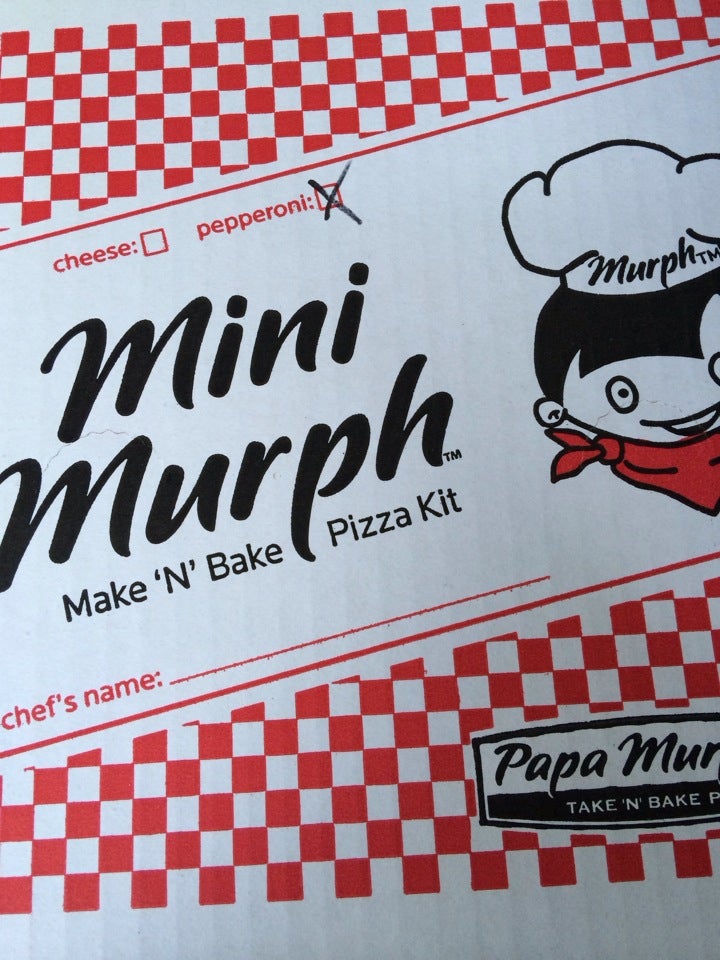 cheese: pepperoni:
Murph™
Mini
Murph™
Make 'N' Bake Pizza Kit
chef's name:
Papa Mur
TAKE 'N' BAKE P